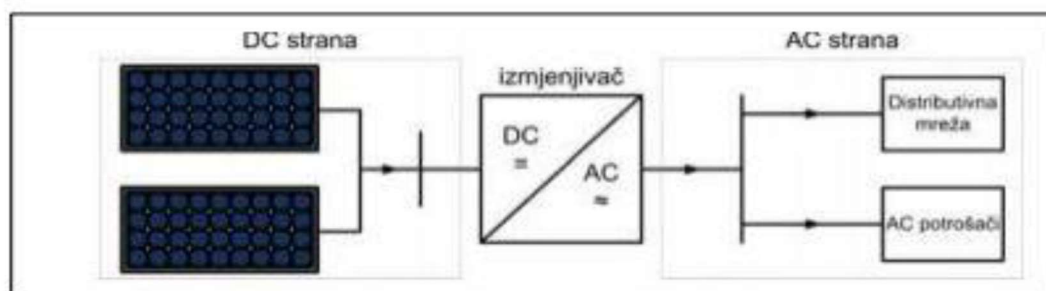 DC strana
AC strana
izmjenjivač
DC
=
AC
≈
Distributivna
mreža
AC potrošači